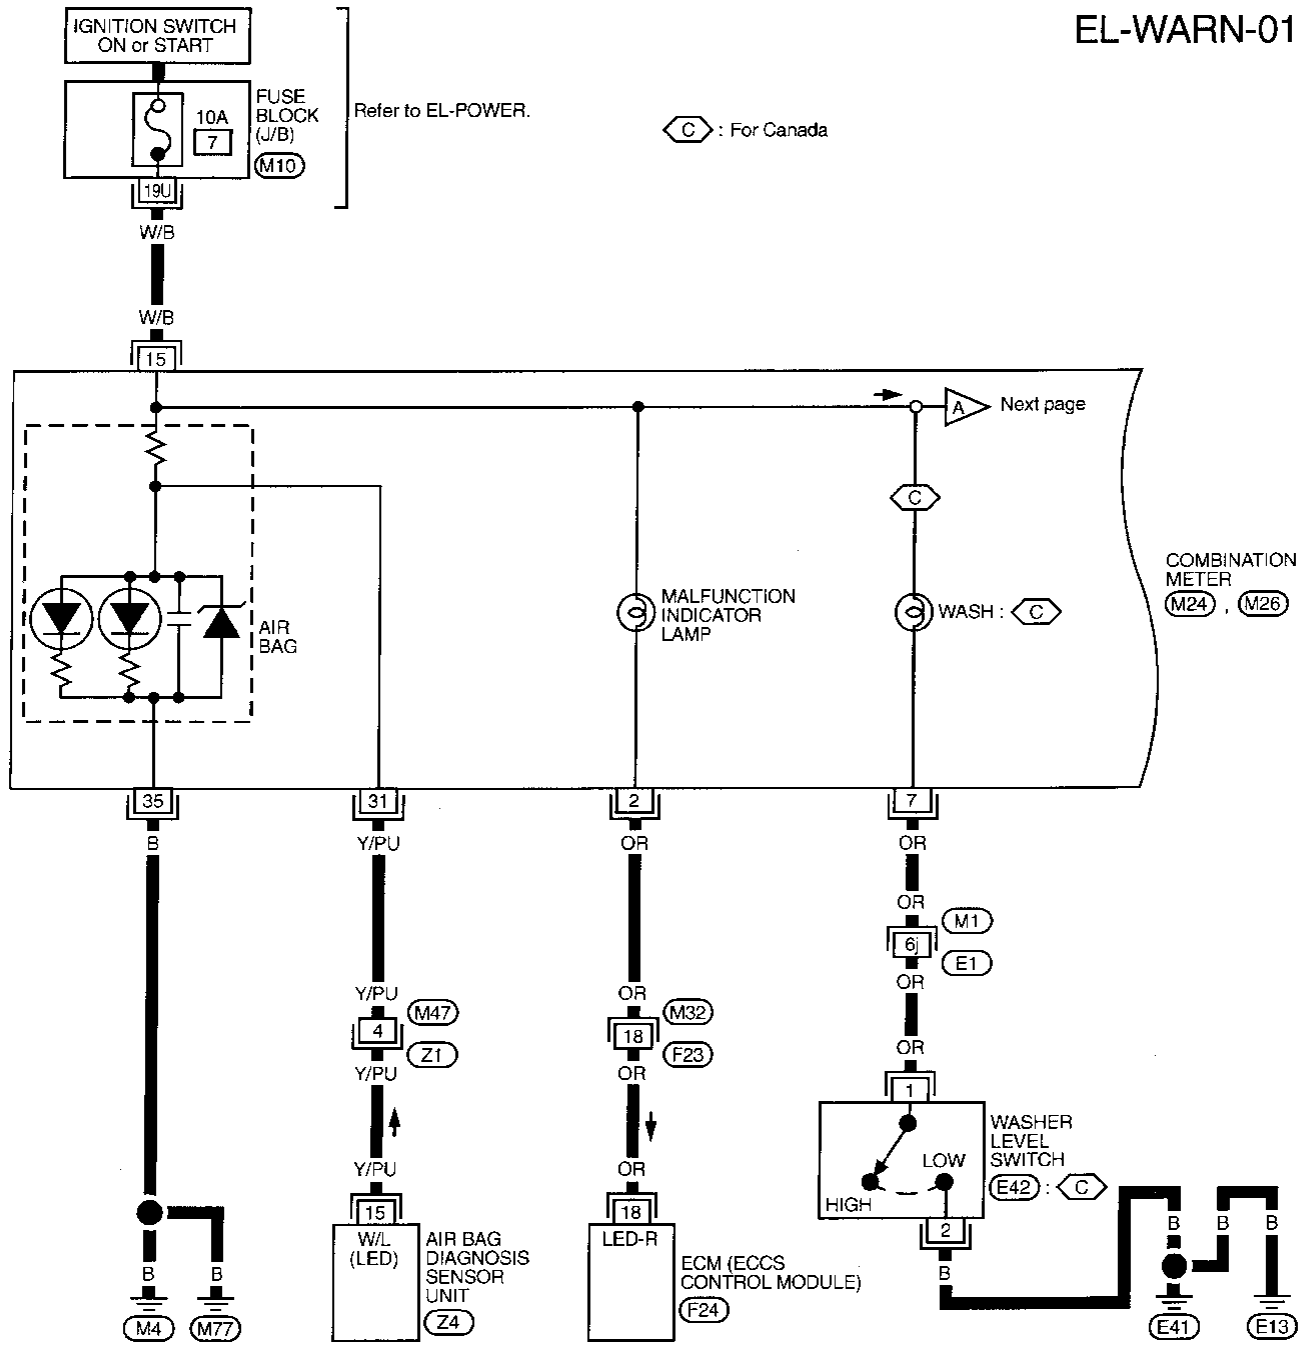 EL-WARN-01
IGNITION SWITCH
ON or START
FUSE
BLOCK
(J/B)
M10
10A
7
19U
Refer to EL-POWER.
C : For Canada
W/B
W/B
15
A Next page
C
AIR
BAG
MALFUNCTION
INDICATOR
LAMP
WASH : C
COMBINATION
METER
M24 , M26
35
31
2
7
B
Y/PU
OR
OR
OR
M1
6j
E1
OR
Y/PU
OR
M47
4
Z1
M32
18
F23
Y/PU
OR
OR
1
WASHER
LEVEL
SWITCH
E42 : C
LOW
HIGH
2
Y/PU
OR
15
W/L
(LED)
AIR BAG
DIAGNOSIS
SENSOR
UNIT
Z4
18
LED-R
ECM (ECCS
CONTROL MODULE)
F24
B
B
B
B
B
B
M4
M77
E41
E13